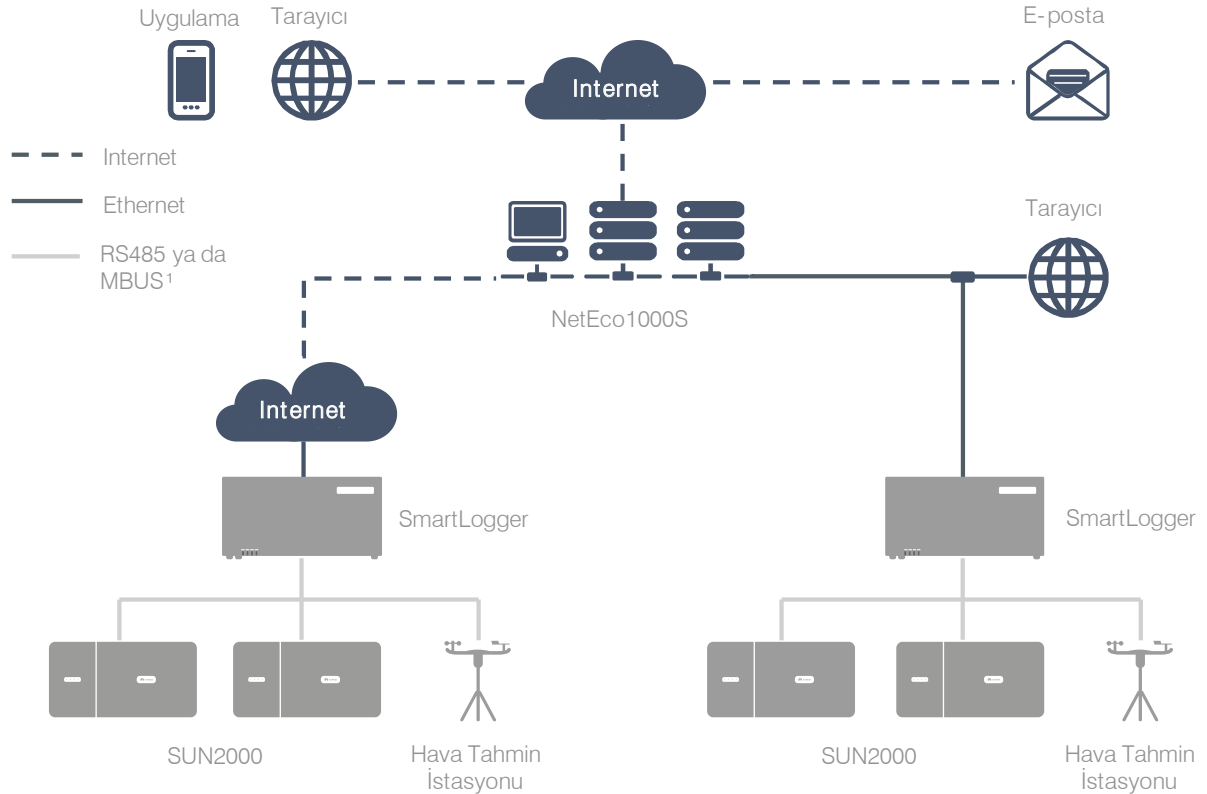 Uygulama
Tarayıcı
E-posta
Internet
Internet
Ethernet
RS485 ya da
MBUS¹
Tarayıcı
NetEco1000S
Internet
SmartLogger
SmartLogger
SUN2000
Hava Tahmin
İstasyonu
SUN2000
Hava Tahmin
İstasyonu